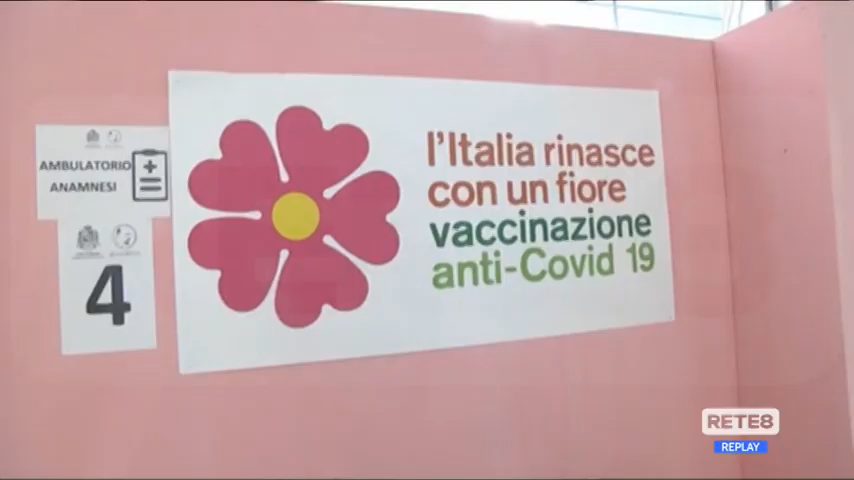 AMBULATORIO
ANAMNESI
4
l'Italia rinasce
con un fiore
vaccinazione
anti-Covid 19
RETE8
REPLAY